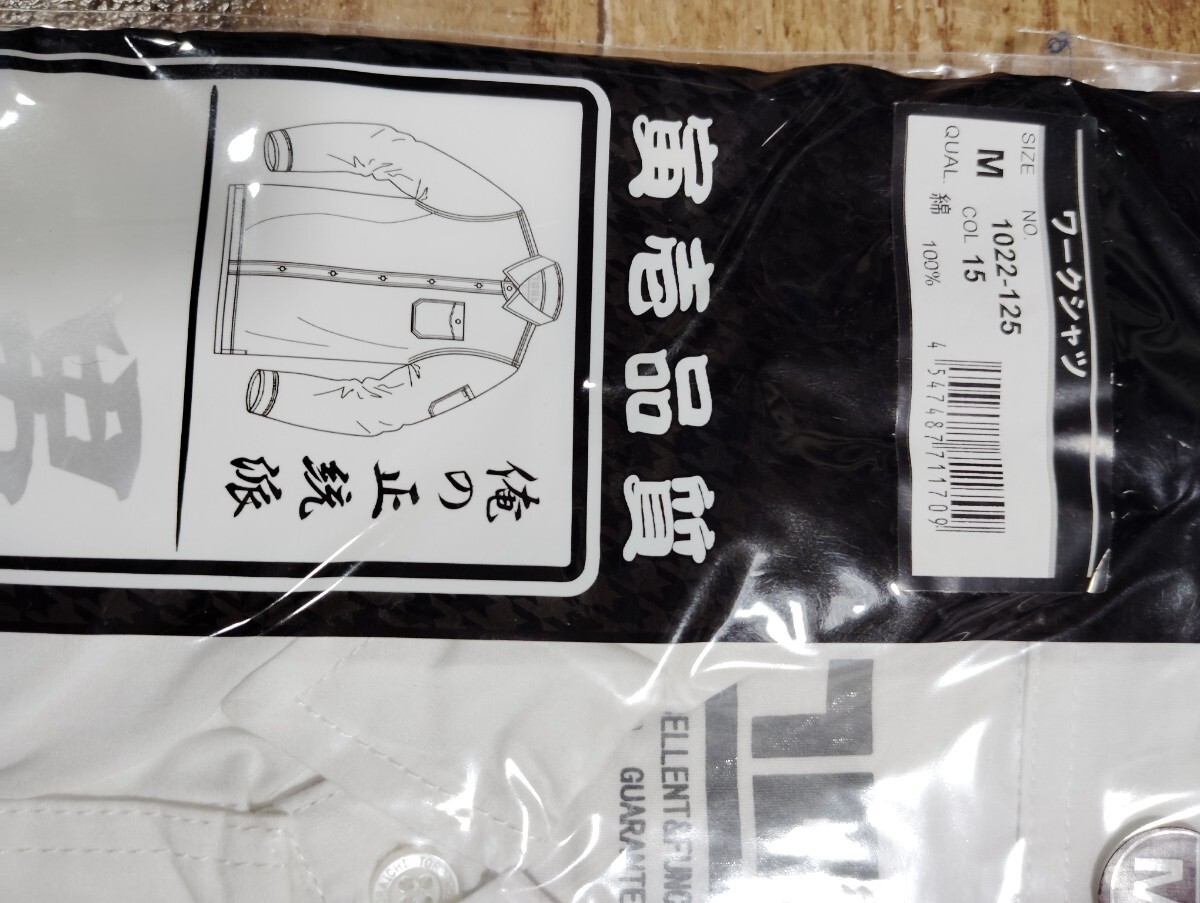 ワークシャツ
SIZE NO.
M 1022-125
COL 15
QUAL. 綿 100%
4 547487 711709
寅壱品質
俺の正統派
ELLENT&FUNC
GUARANTE
M